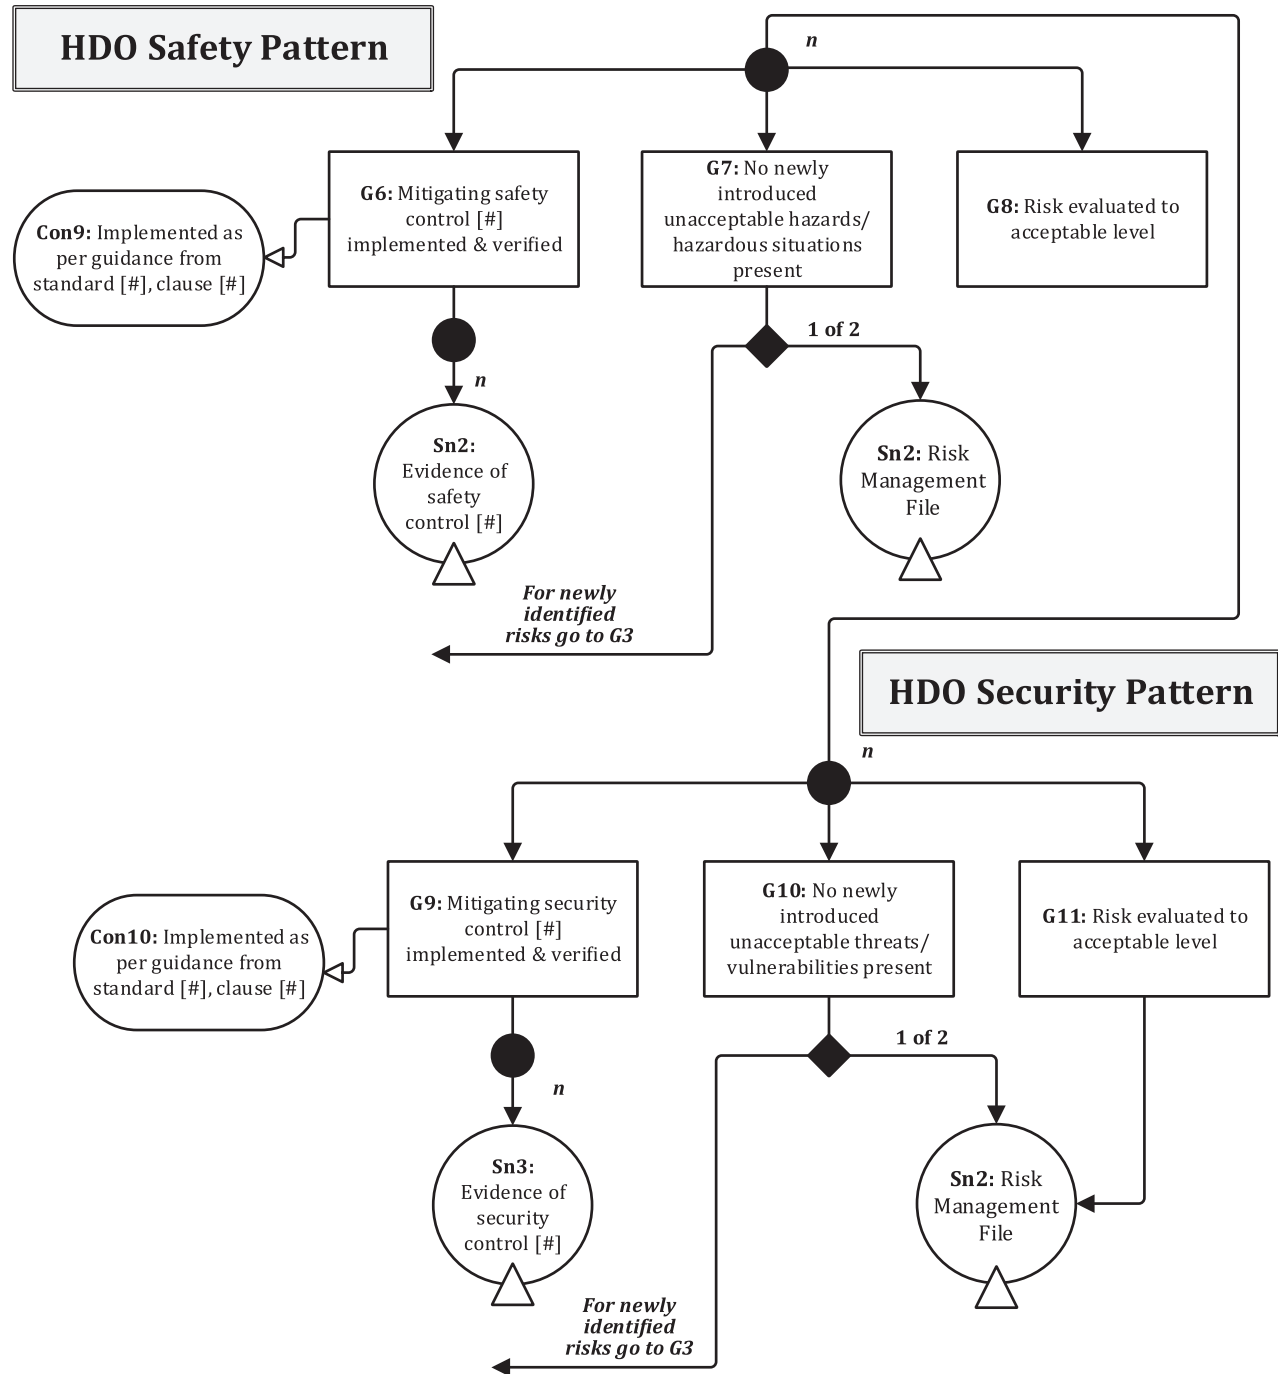 HDO Safety Pattern
n
G6: Mitigating safety
control [#]
implemented & verified
G7: No newly
introduced
unacceptable hazards/
hazardous situations
present
G8: Risk evaluated to
acceptable level
Con9: Implemented as
per guidance from
standard [#], clause [#]
1 of 2
n
Sn2:
Evidence of
safety
control [#]
Sn2: Risk
Management
File
For newly
identified
risks go to G3
HDO Security Pattern
n
G9: Mitigating security
control [#]
implemented & verified
G10: No newly
introduced
unacceptable threats/
vulnerabilities present
G11: Risk evaluated to
acceptable level
Con10: Implemented as
per guidance from
standard [#], clause [#]
1 of 2
n
Sn3:
Evidence of
security
control [#]
Sn2: Risk
Management
File
For newly
identified
risks go to G3